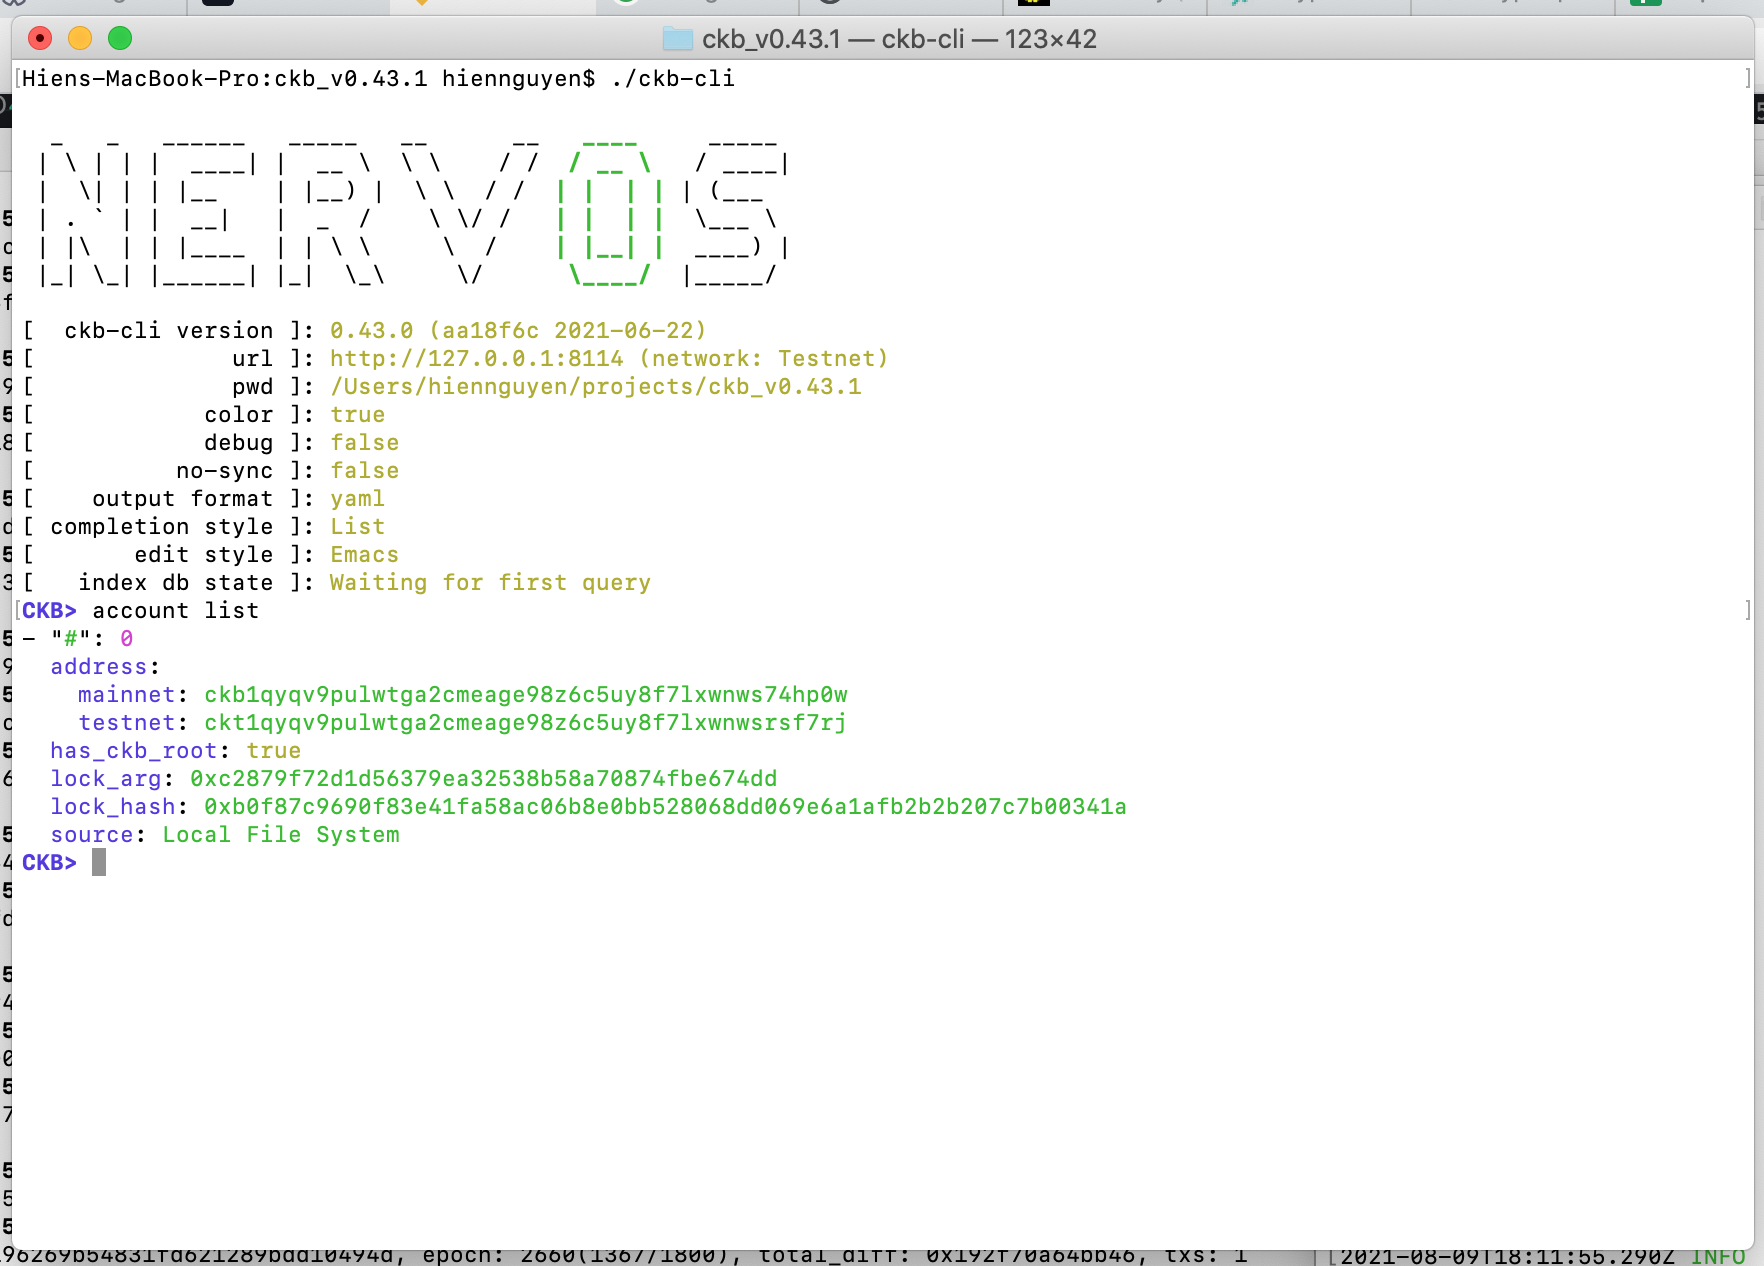 ckb_v0.43.1 — ckb-cli — 123×42
Hiens-MacBook-Pro:ckb_v0.43.1 hiennguyen$ ./ckb-cli
NERVOS
[  ckb-cli version ]: 0.43.0 (aa18f6c 2021-06-22)
[              url ]: http://127.0.0.1:8114 (network: Testnet)
[              pwd ]: /Users/hiennguyen/projects/ckb_v0.43.1
[            color ]: true
[            debug ]: false
[          no-sync ]: false
[    output format ]: yaml
[ completion style ]: List
[       edit style ]: Emacs
[   index db state ]: Waiting for first query
CKB> account list
- "#": 0
  address:
    mainnet: ckb1qyqv9pulwtga2cmeage98z6c5uy8f7lxwnws74hp0w
    testnet: ckt1qyqv9pulwtga2cmeage98z6c5uy8f7lxwnwsrsf7rj
  has_ckb_root: true
  lock_arg: 0xc2879f72d1d56379ea32538b58a70874fbe674dd
  lock_hash: 0xb0f87c9690f83e41fa58ac06b8e0bb528068dd069e6a1afb2b2b207c7b00341a
  source: Local File System
CKB>
96269b54831fd621289bdd10494d, epoch: 2660(1367/1800), total_diff: 0x192f70a64bb46, txs: 1
[2021-08-09T18:11:55.290Z INFO